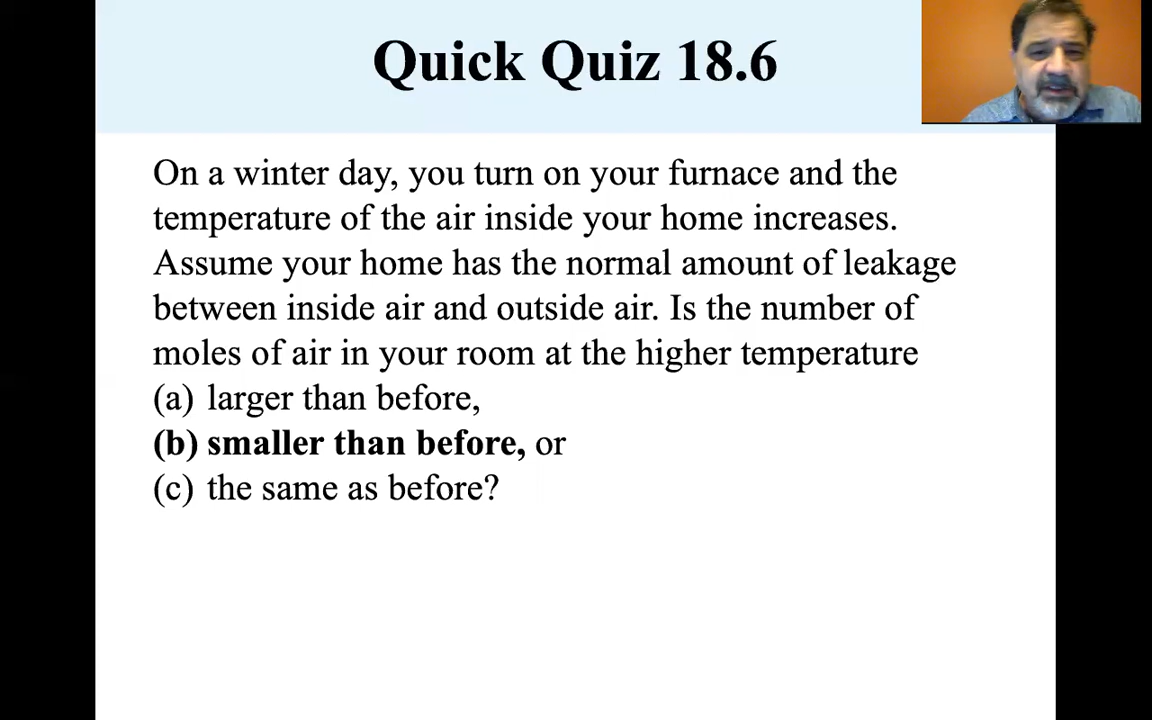 Quick Quiz 18.6
On a winter day, you turn on your furnace and the
temperature of the air inside your home increases.
Assume your home has the normal amount of leakage
between inside air and outside air. Is the number of
moles of air in your room at the higher temperature
(a) larger than before,
(b) smaller than before, or
(c) the same as before?